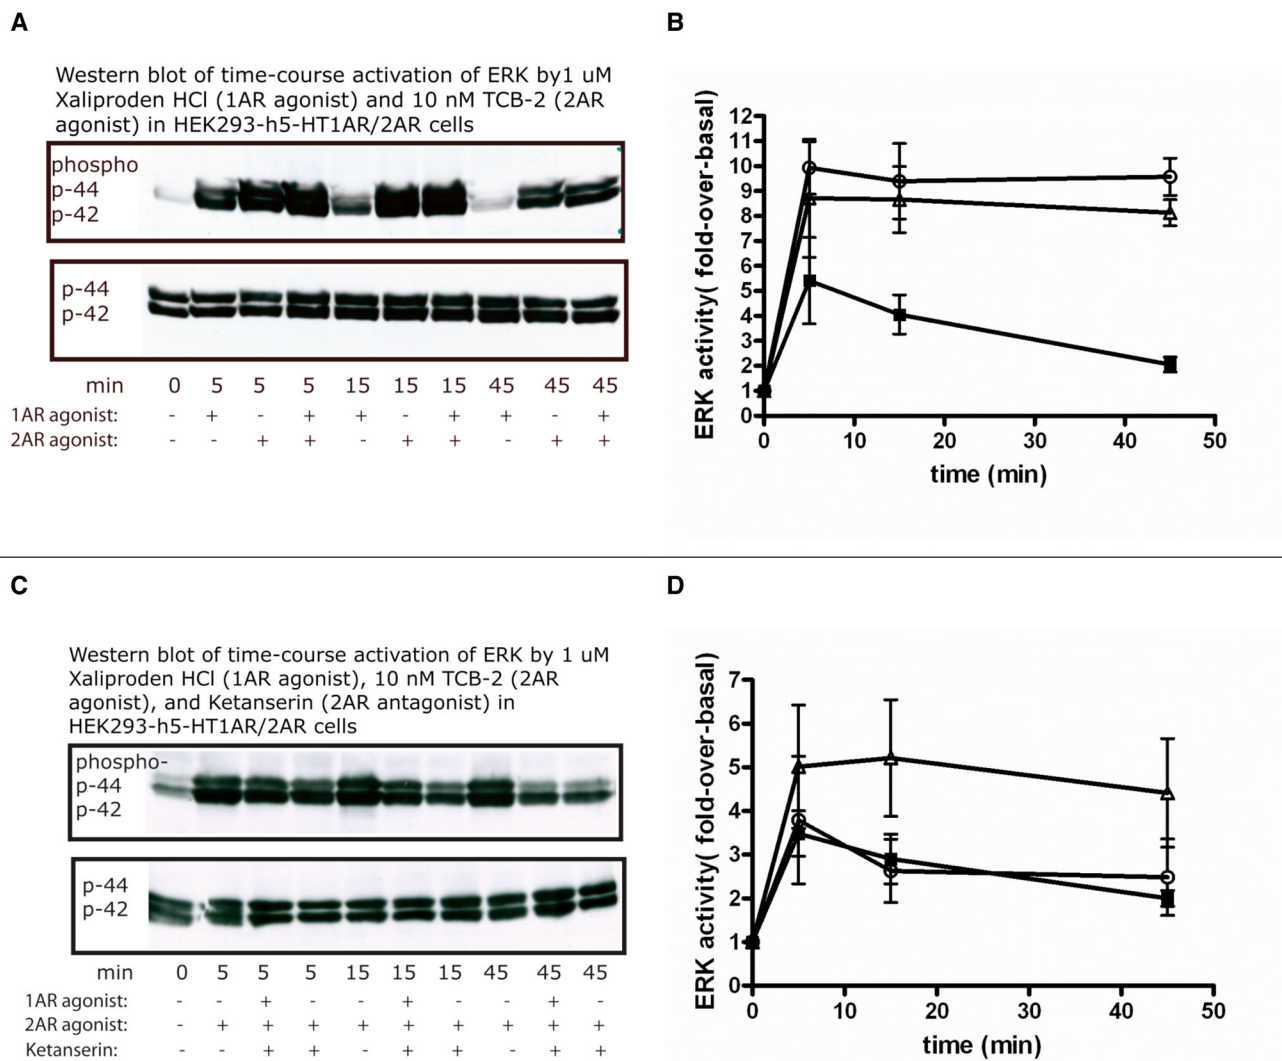 A
Western blot of time-course activation of ERK by1 uM
Xaliproden HCl (1AR agonist) and 10 nM TCB-2 (2AR
agonist) in HEK293-h5-HT1AR/2AR cells
phospho
p-44
p-42
p-44
p-42
min 0 5 5 5 15 15 15 45 45 45
1AR agonist: - + - + + - + + - +
2AR agonist: - - + + - + + - + +
B
ERK activity( fold-over-basal)
12
11
10
9
8
7
6
5
4
3
2
1
0
0 10 20 30 40 50
time (min)
C
Western blot of time-course activation of ERK by 1 uM
Xaliproden HCl (1AR agonist), 10 nM TCB-2 (2AR
agonist), and Ketanserin (2AR antagonist) in
HEK293-h5-HT1AR/2AR cells
phospho-
p-44
p-42
p-44
p-42
min 0 5 5 5 15 15 15 45 45 45
1AR agonist: - - + - - + - - + -
2AR agonist: - + + + + + + + + +
Ketanserin: - - + + - + + - + +
D
ERK activity( fold-over-basal)
7
6
5
4
3
2
1
0
0 10 20 30 40 50
time (min)